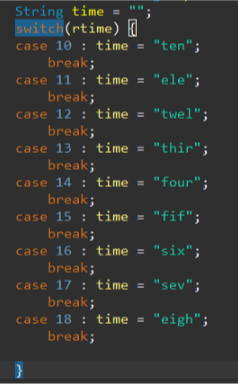 String time = "";
switch(rtime) {
case 10 : time = "ten";
    break;
case 11 : time = "ele";
    break;
case 12 : time = "twel";
    break;
case 13 : time = "thir";
    break;
case 14 : time = "four";
    break;
case 15 : time = "fif";
    break;
case 16 : time = "six";
    break;
case 17 : time = "sev";
    break;
case 18 : time = "eigh";
    break;

}